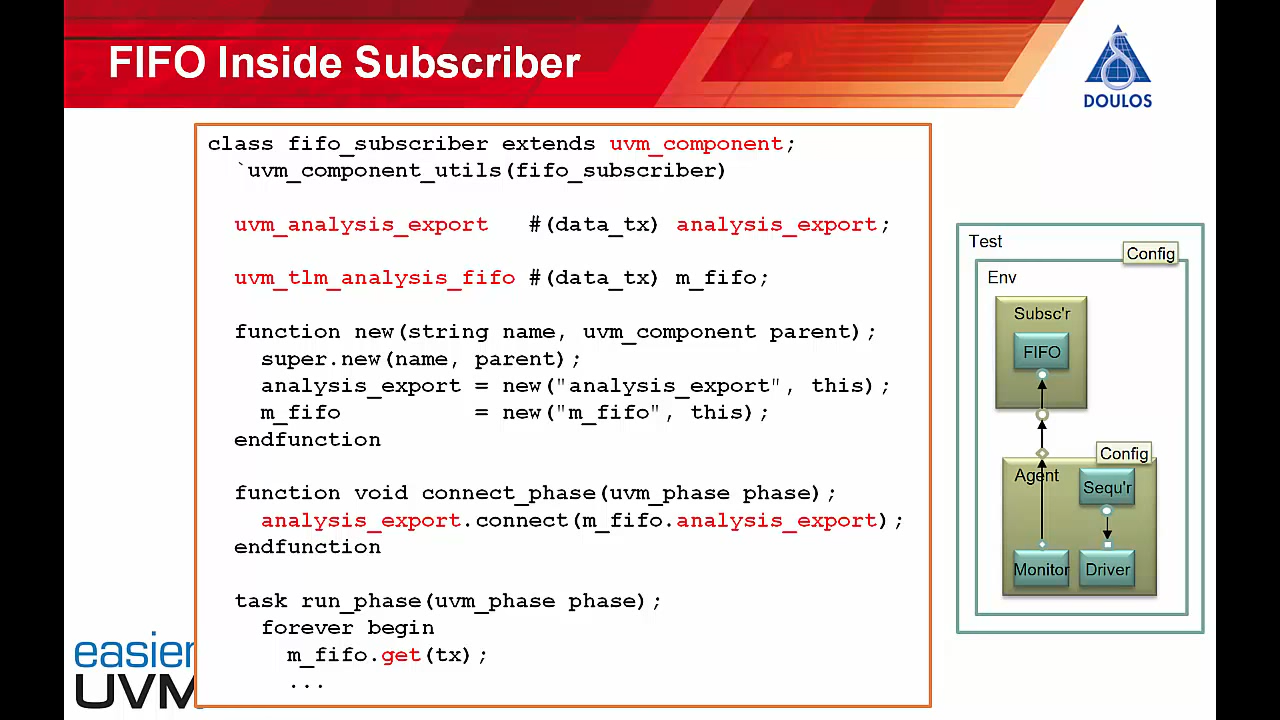 FIFO Inside Subscriber
DOULOS
class fifo_subscriber extends uvm_component;
`uvm_component_utils(fifo_subscriber)
uvm_analysis_export #(data_tx) analysis_export;
uvm_tlm_analysis_fifo #(data_tx) m_fifo;
function new(string name, uvm_component parent);
super.new(name, parent);
analysis_export = new("analysis_export", this);
m_fifo = new("m_fifo", this);
endfunction
function void connect_phase(uvm_phase phase);
analysis_export.connect(m_fifo.analysis_export);
endfunction
task run_phase(uvm_phase phase);
forever begin
m_fifo.get(tx);
...
Test
Config
Env
Subsc'r
FIFO
Config
Agent
Sequ'r
Monitor
Driver
easier
UVM